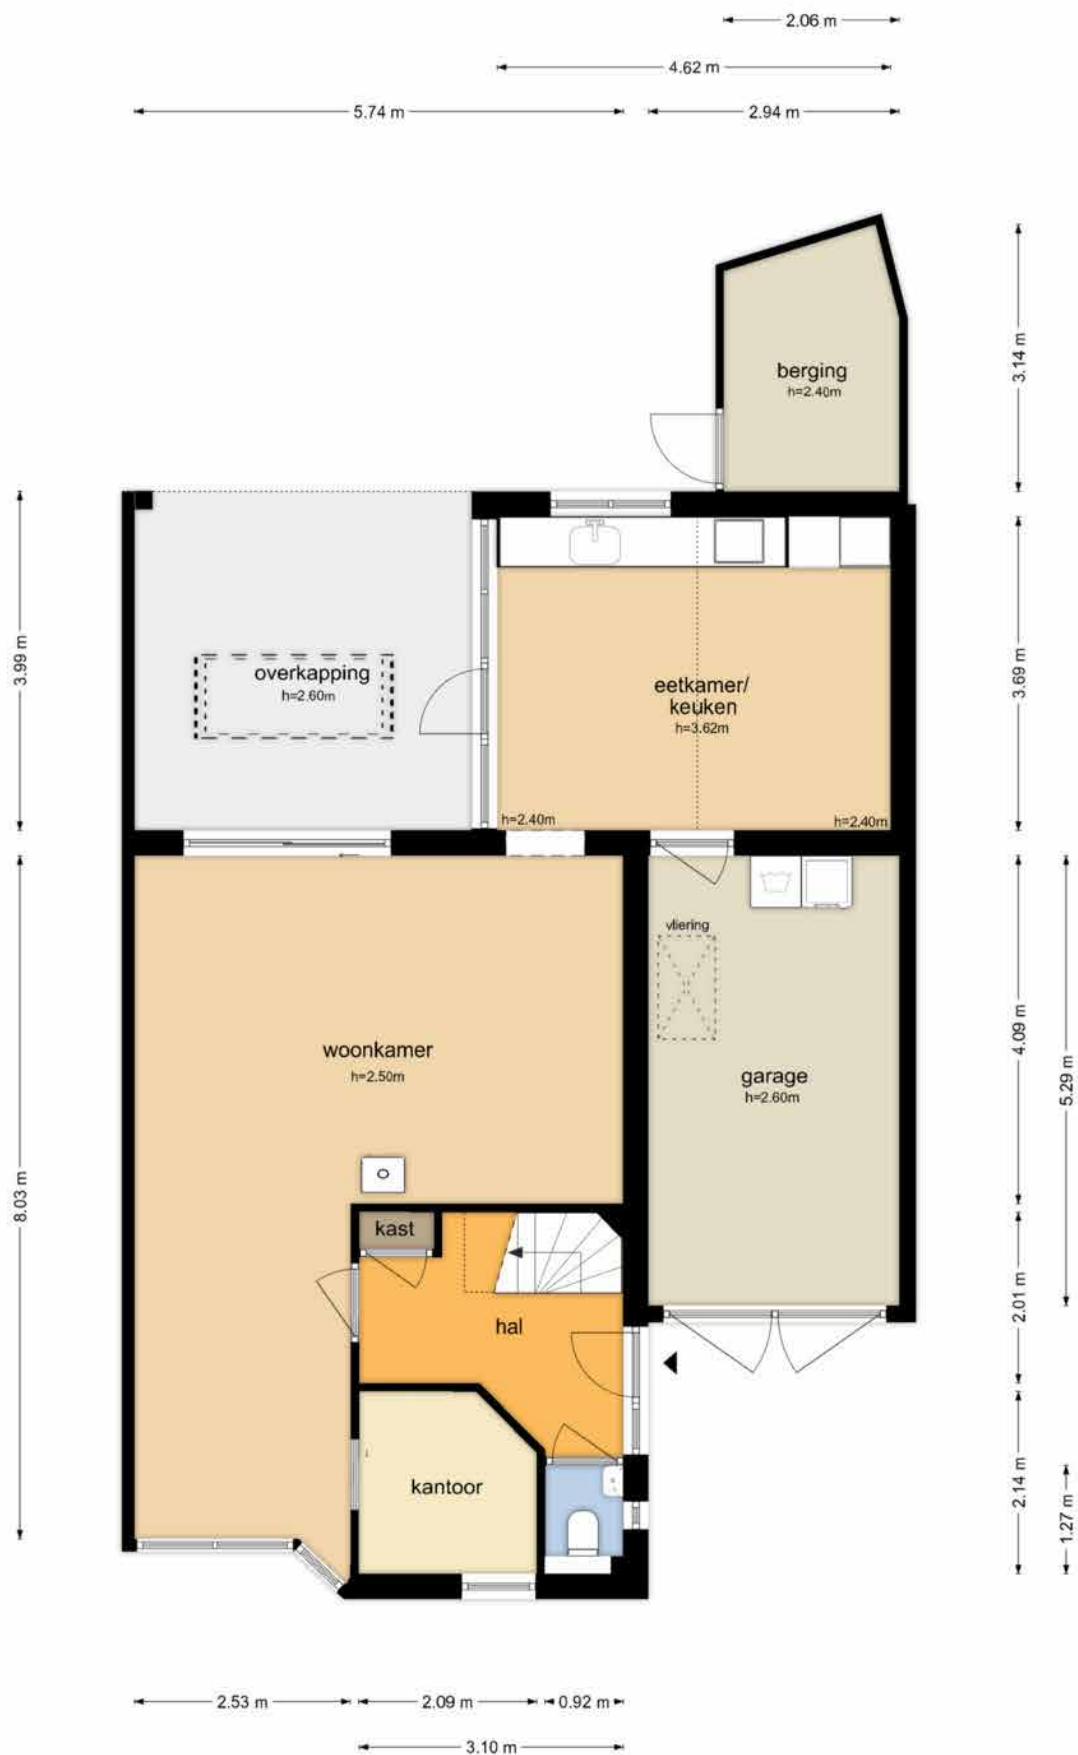 2.06 m
4.62 m
5.74 m
2.94 m
3.14 m
berging
h=2.40m
3.99 m
overkapping
h=2.60m
eetkamer/
keuken
h=3.62m
3.69 m
h=2.40m
h=2.40m
vliering
woonkamer
h=2.50m
garage
h=2.60m
4.09 m
5.29 m
8.03 m
kast
hal
2.01 m
kantoor
2.14 m
1.27 m
2.53 m
2.09 m
0.92 m
3.10 m